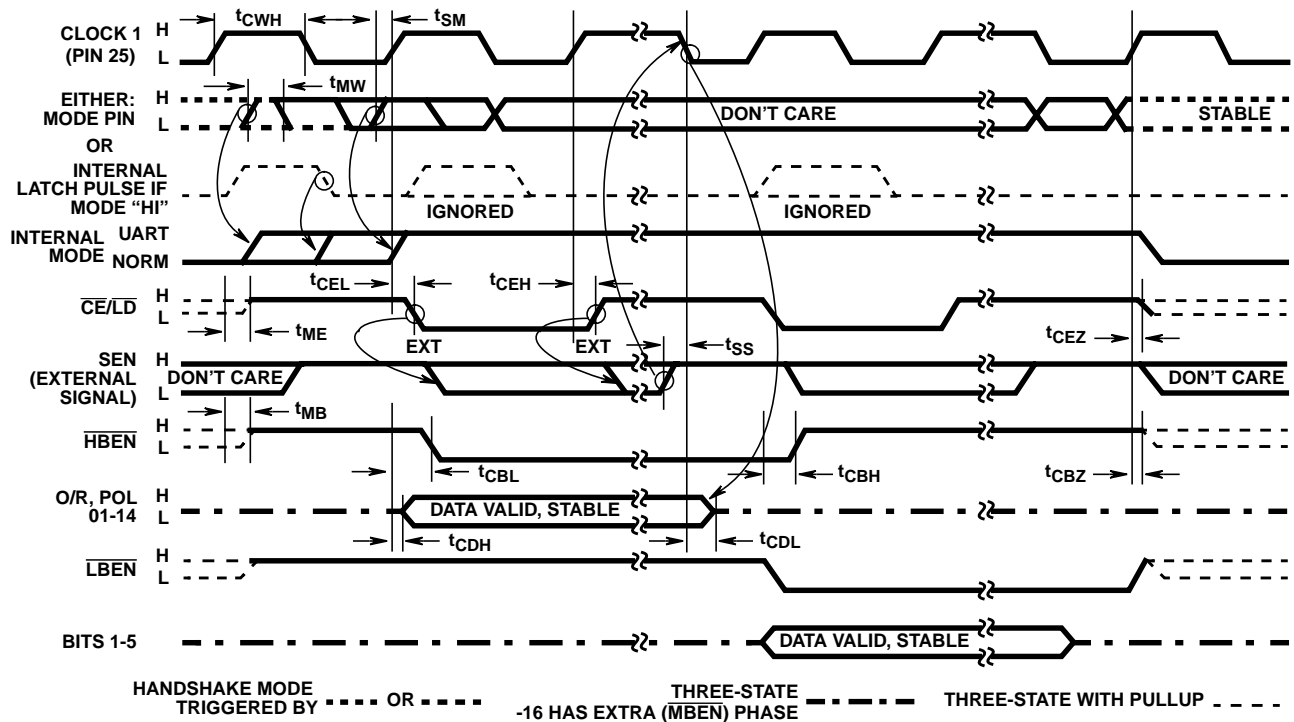 H
tCWH
tSM
CLOCK 1
(PIN 25)
L
tMW
EITHER:
MODE PIN
H
L
DON'T CARE
STABLE
OR
INTERNAL
LATCH PULSE IF
MODE “HI”
IGNORED
IGNORED
INTERNAL
MODE
UART
NORM
tCEL
tCEH
CE/LD
H
L
tME
EXT
EXT
tSS
tCEZ
SEN
(EXTERNAL
SIGNAL)
H
L
DON'T CARE
DON'T CARE
tMB
HBEN
H
L
tCBL
tCBH
tCBZ
O/R, POL
01-14
H
L
DATA VALID, STABLE
tCDH
tCDL
LBEN
H
L
BITS 1-5
DATA VALID, STABLE
HANDSHAKE MODE
TRIGGERED BY
OR
THREE-STATE
-16 HAS EXTRA (MBEN) PHASE
THREE-STATE WITH PULLUP